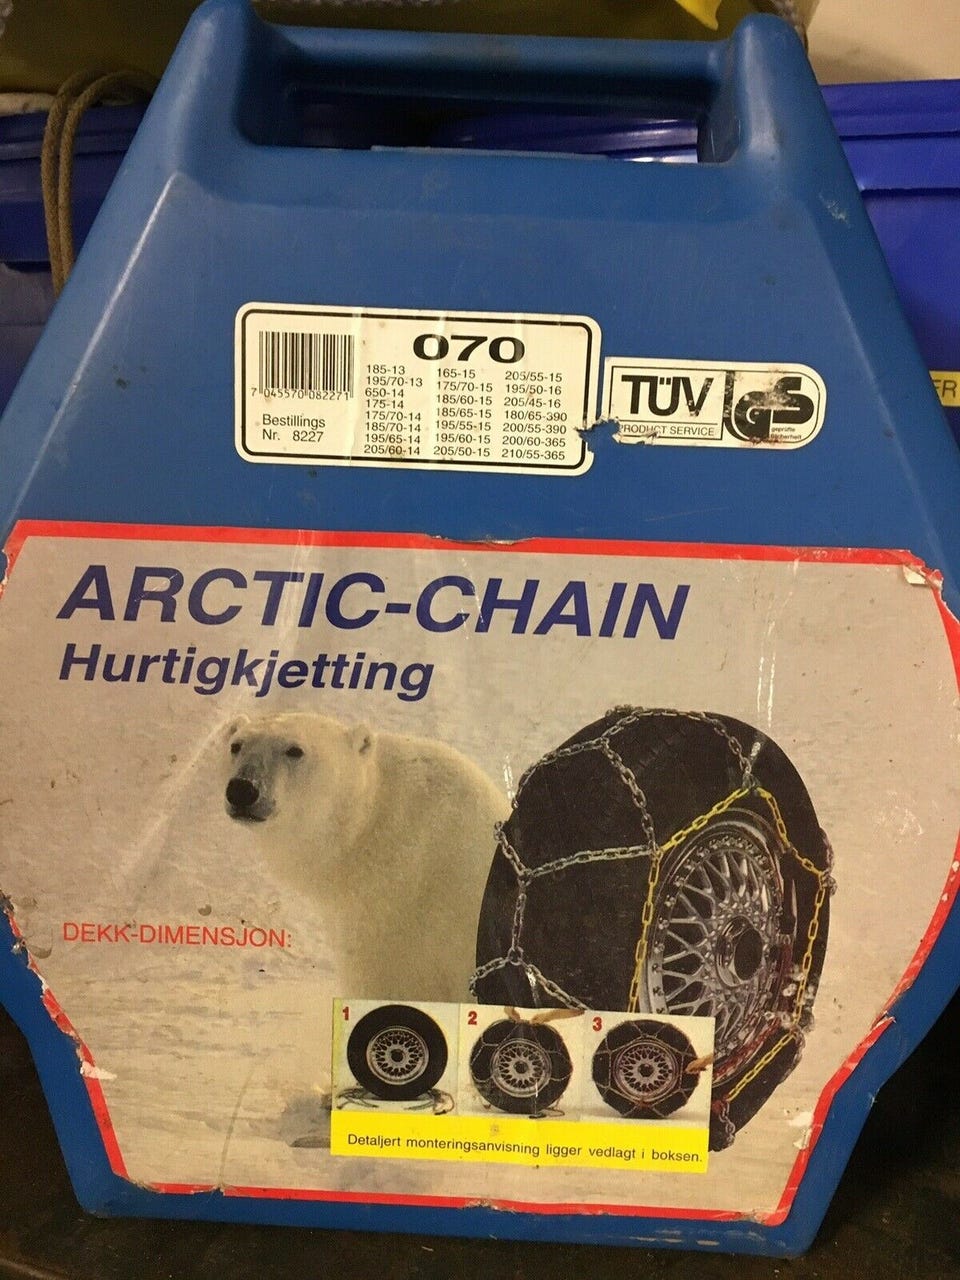 070
185-13 165-15 205/55-15
195/70-13 175/70-15 195/50-16
650-14 185/60-15 205/45-16
175-14 185/65-15 180/65-390
175/70-14 195/55-15 200/55-390
185/70-14 195/60-15 200/60-365
195/65-14 205/50-15 210/55-365
205/60-14
7 045570 082271
Bestillings
Nr. 8227
TÜV
PRODUCT SERVICE
GS
geprüfte
Sicherheit
ER
ARCTIC-CHAIN
Hurtigkjetting
DEKK-DIMENSJON:
1 2 3
Detaljert monteringsanvisning ligger vedlagt i boksen.